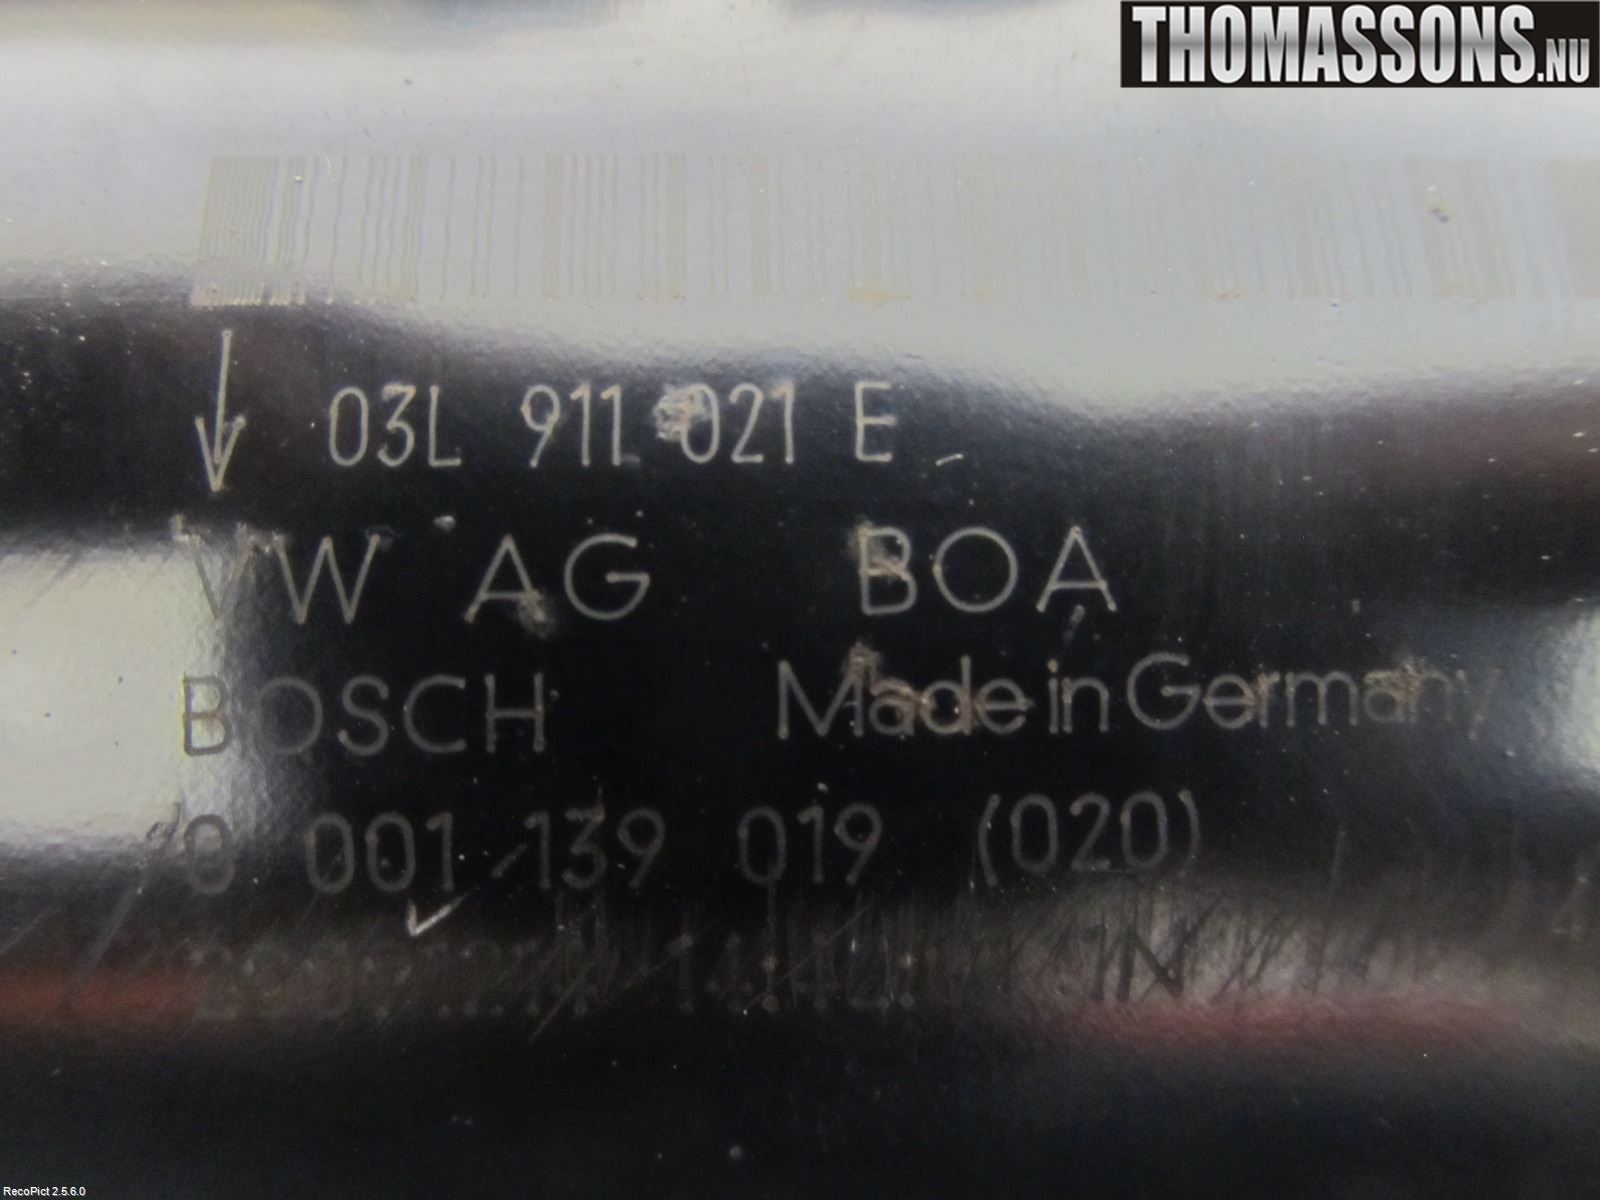 THOMASSONS.NU
03L 911 021 E
VW AG BOA
BOSCH Made in Germany
0 001 139 019 (020)
RecoPict 2.5.6.0